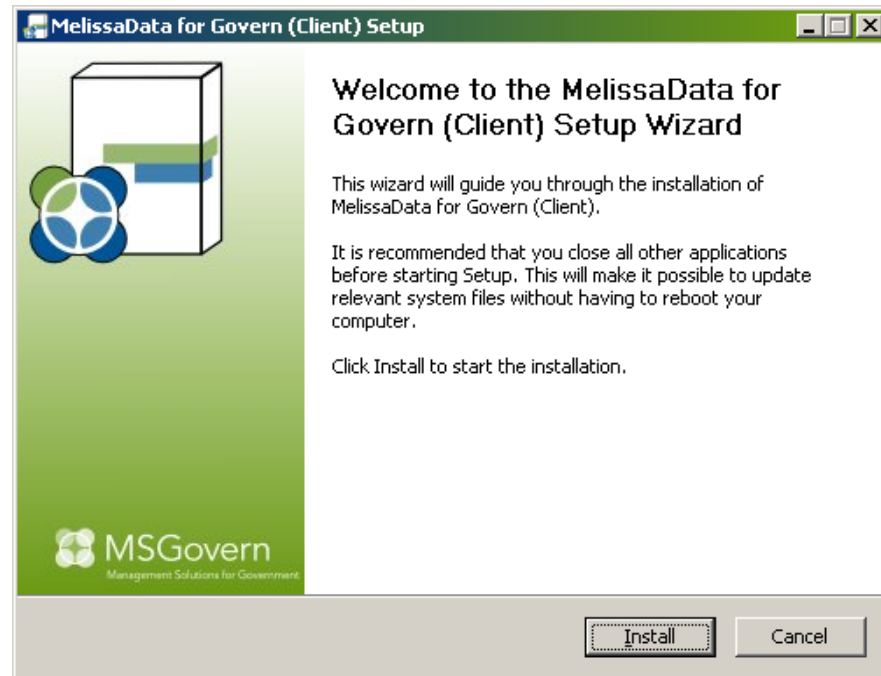 MelissaData for Govern (Client) Setup
Welcome to the MelissaData for
Govern (Client) Setup Wizard
This wizard will guide you through the installation of
MelissaData for Govern (Client).
It is recommended that you close all other applications
before starting Setup. This will make it possible to update
relevant system files without having to reboot your
computer.
Click Install to start the installation.
MSGovern
Management Solutions for Government
Install
Cancel